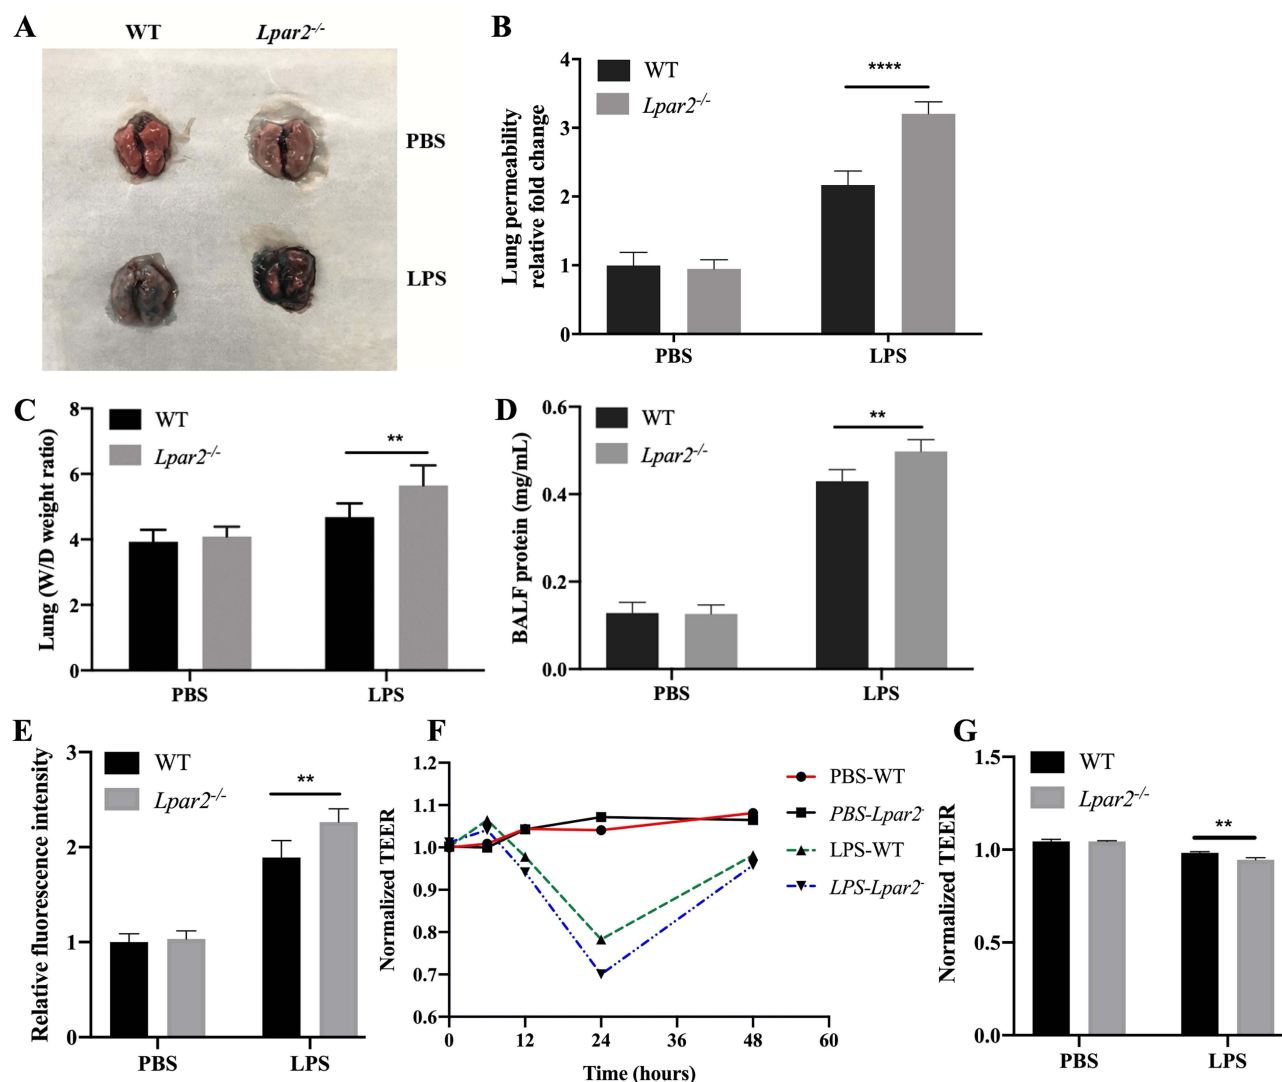 A
WT
Lpar2-/-
PBS
LPS
B
Lung permeability
relative fold change
4
3
2
1
0
WT
Lpar2-/-
****
PBS
LPS
C
Lung (W/D weight ratio)
8
6
4
2
0
WT
Lpar2-/-
**
PBS
LPS
D
BALF protein (mg/mL)
0.6
0.4
0.2
0.0
WT
Lpar2-/-
**
PBS
LPS
E
Relative fluorescence intensity
3
2
1
0
WT
Lpar2-/-
**
PBS
LPS
F
Normalized TEER
1.2
1.1
1.0
0.9
0.8
0.7
0.6
0 12 24 36 48 60
Time (hours)
PBS-WT
PBS-Lpar2-
LPS-WT
LPS-Lpar2-
G
Normalized TEER
1.5
1.0
0.5
0.0
WT
Lpar2-/-
**
PBS
LPS